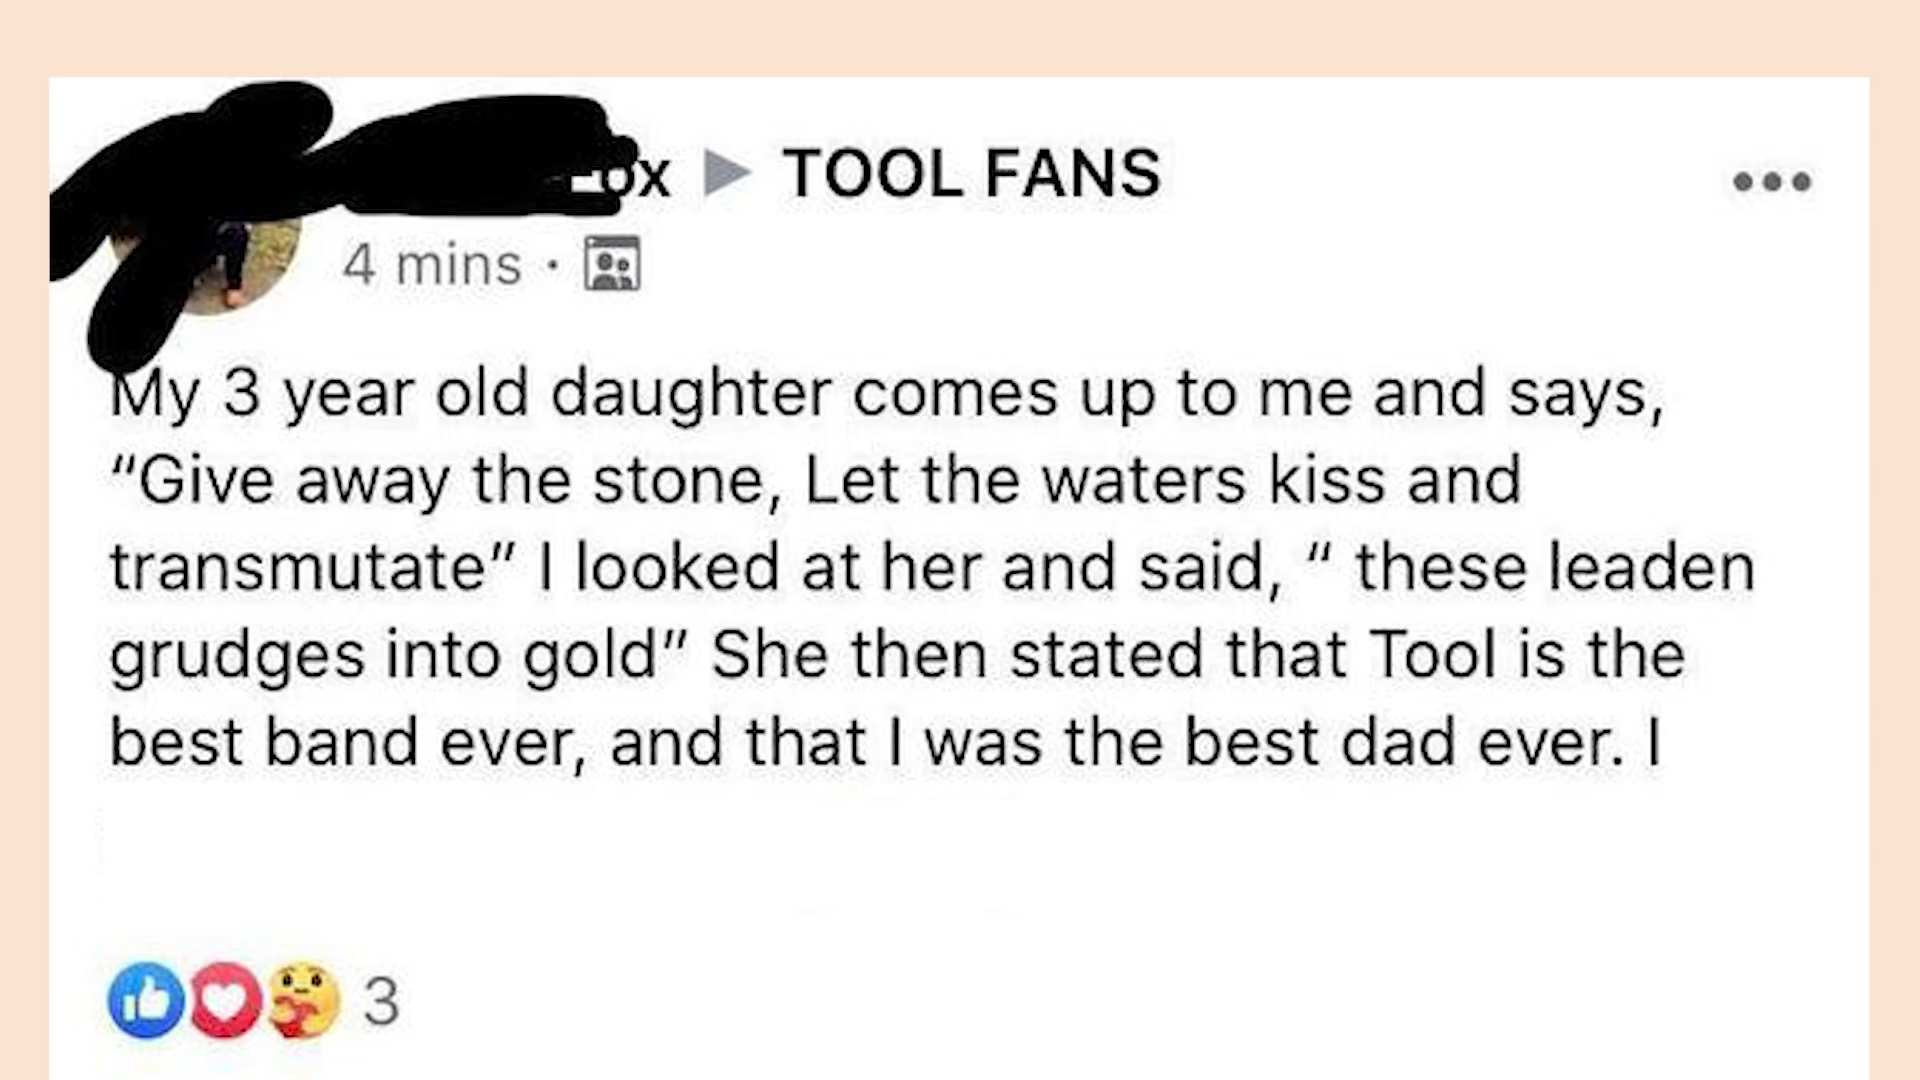 ox ▶ TOOL FANS
4 mins ·
My 3 year old daughter comes up to me and says,
“Give away the stone, Let the waters kiss and
transmutate” I looked at her and said, “ these leaden
grudges into gold” She then stated that Tool is the
best band ever, and that I was the best dad ever. I
3